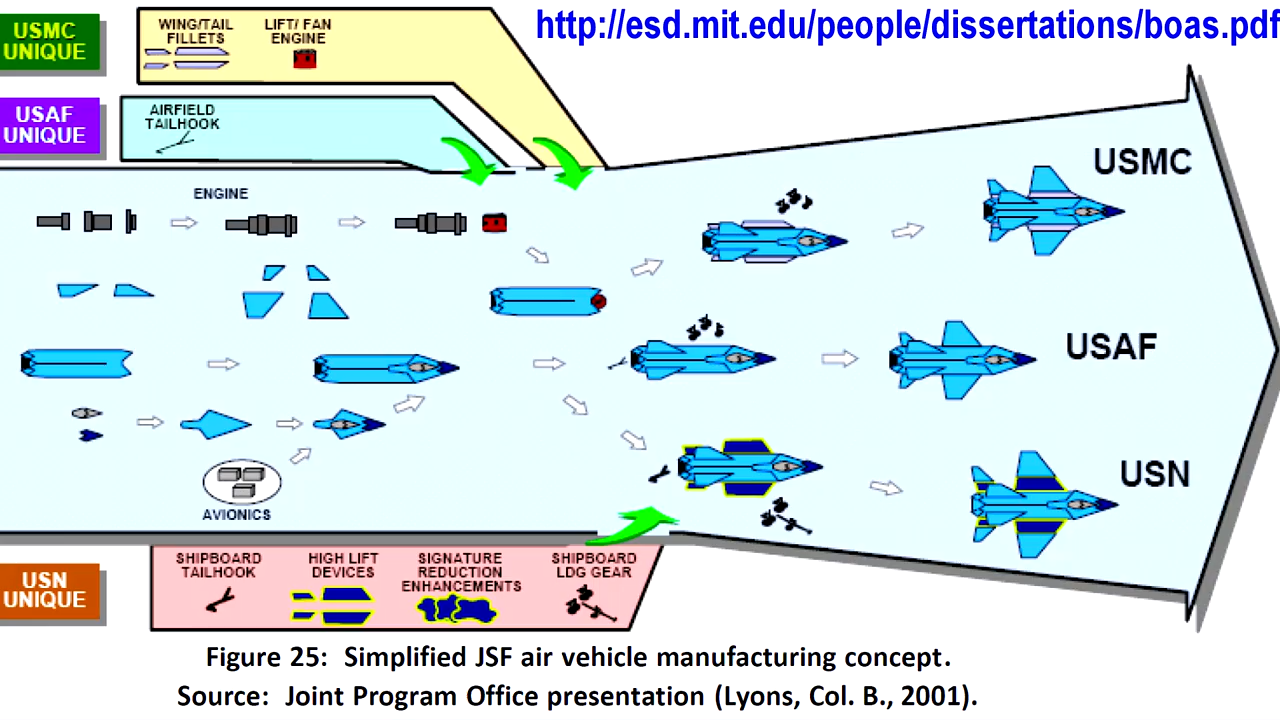 http://esd.mit.edu/people/dissertations/boas.pdf
USMC
UNIQUE
WING/TAIL
FILLETS
LIFT/ FAN
ENGINE
USAF
UNIQUE
AIRFIELD
TAILHOOK
ENGINE
USMC
USAF
USN
AVIONICS
USN
UNIQUE
SHIPBOARD
TAILHOOK
HIGH LIFT
DEVICES
SIGNATURE
REDUCTION
ENHANCEMENTS
SHIPBOARD
LDG GEAR
Figure 25: Simplified JSF air vehicle manufacturing concept.
Source: Joint Program Office presentation (Lyons, Col. B., 2001).